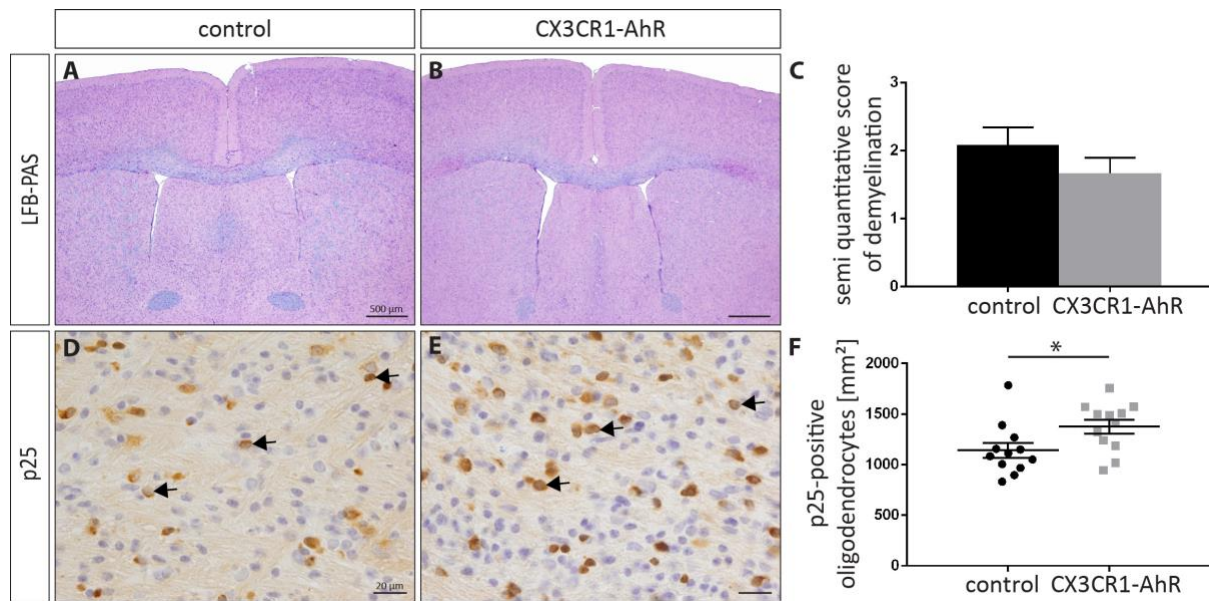 control
CX3CR1-AhR
LFB-PAS
A
500 µm
B
C
semi quantitative score
of demyelination
3
2
1
0
control CX3CR1-AhR
p25
D
20 µm
E
F
p25-positive
oligodendrocytes [mm²]
2000
1500
1000
500
0
*
control CX3CR1-AhR